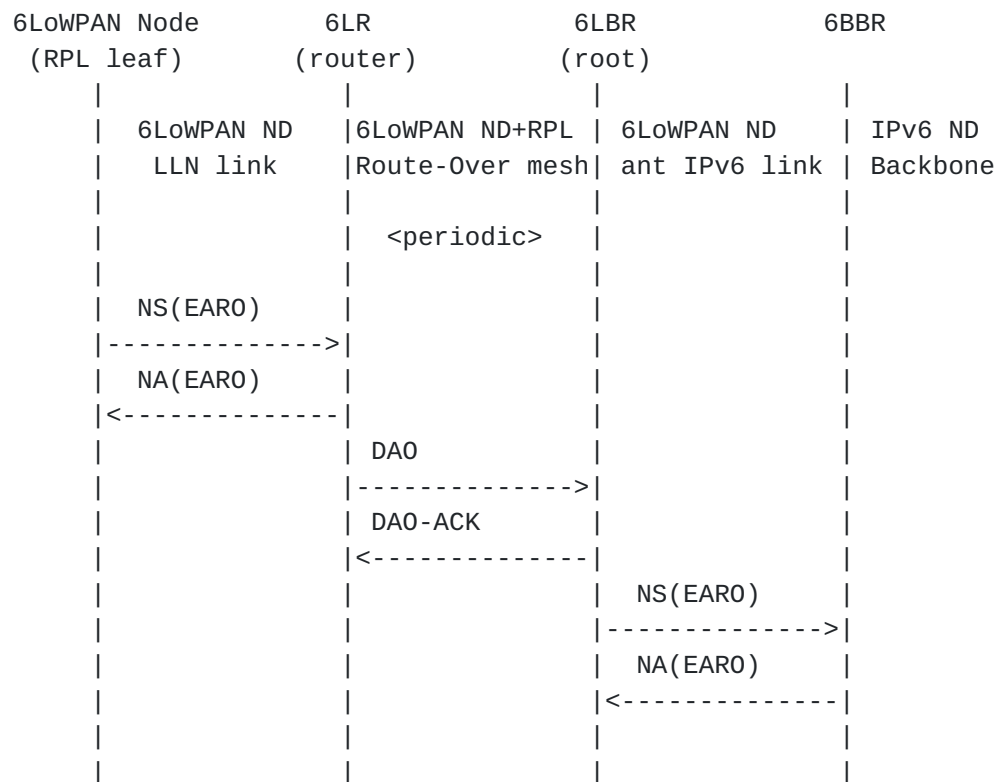 6LoWPAN Node 6LR 6LBR 6BBR
(RPL leaf) (router) (root)
6LoWPAN ND 6LoWPAN ND+RPL 6LoWPAN ND IPv6 ND
LLN link Route-Over mesh ant IPv6 link Backbone
<periodic>
NS(EARO)
NA(EARO)
DAO
DAO-ACK
NS(EARO)
NA(EARO)